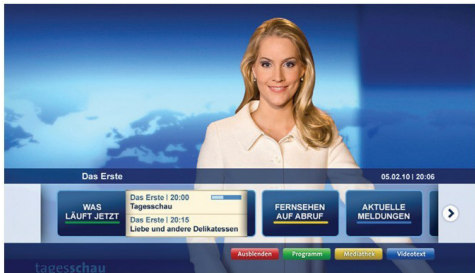 Das Erste
05.02.10 | 20:06
WAS
LÄUFT JETZT
Das Erste | 20:00
Tagesschau
Das Erste | 20:15
Liebe und andere Delikatessen
FERNSEHEN
AUF ABRUF
AKTUELLE
MELDUNGEN
Ausblenden
Programm
Mediathek
Videotext
tagesschau